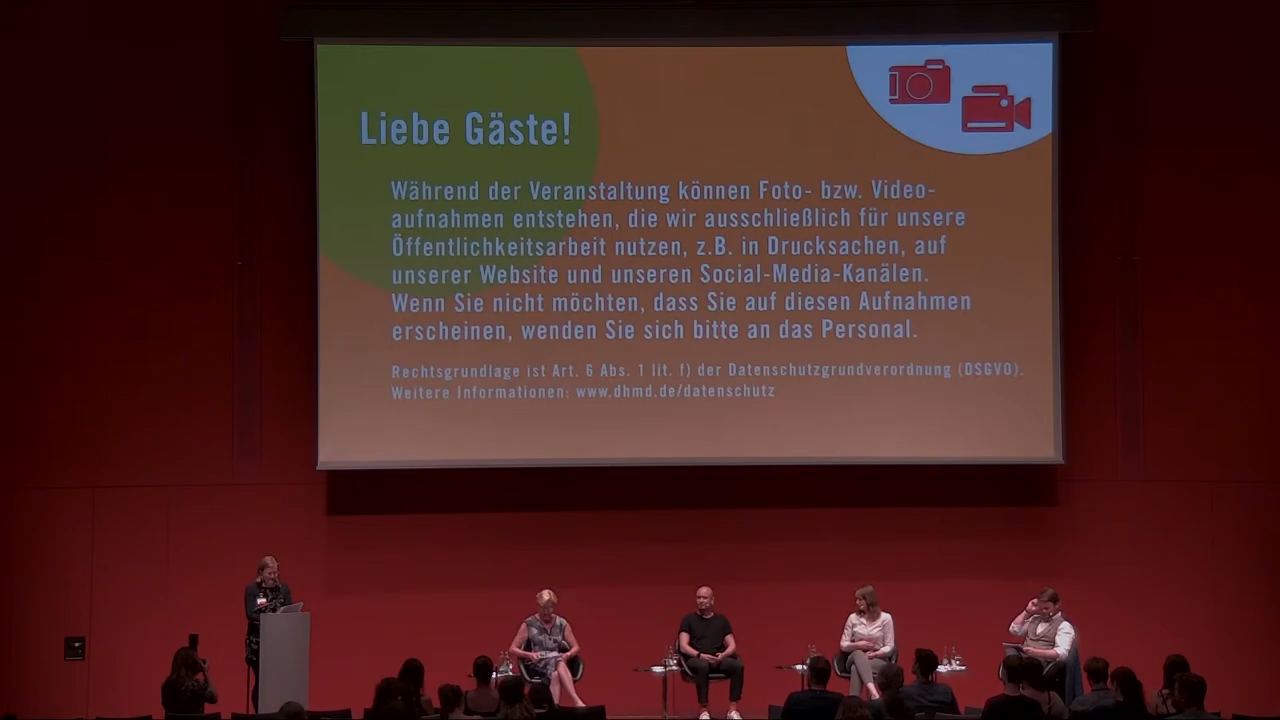 Liebe Gäste!
Während der Veranstaltung können Foto- bzw. Video-
aufnahmen entstehen, die wir ausschließlich für unsere
Öffentlichkeitsarbeit nutzen, z.B. in Drucksachen, auf
unserer Website und unseren Social-Media-Kanälen.
Wenn Sie nicht möchten, dass Sie auf diesen Aufnahmen
erscheinen, wenden Sie sich bitte an das Personal.
Rechtsgrundlage ist Art. 6 Abs. 1 lit. f) der Datenschutzgrundverordnung (DSGVO).
Weitere Informationen: www.dhmd.de/datenschutz